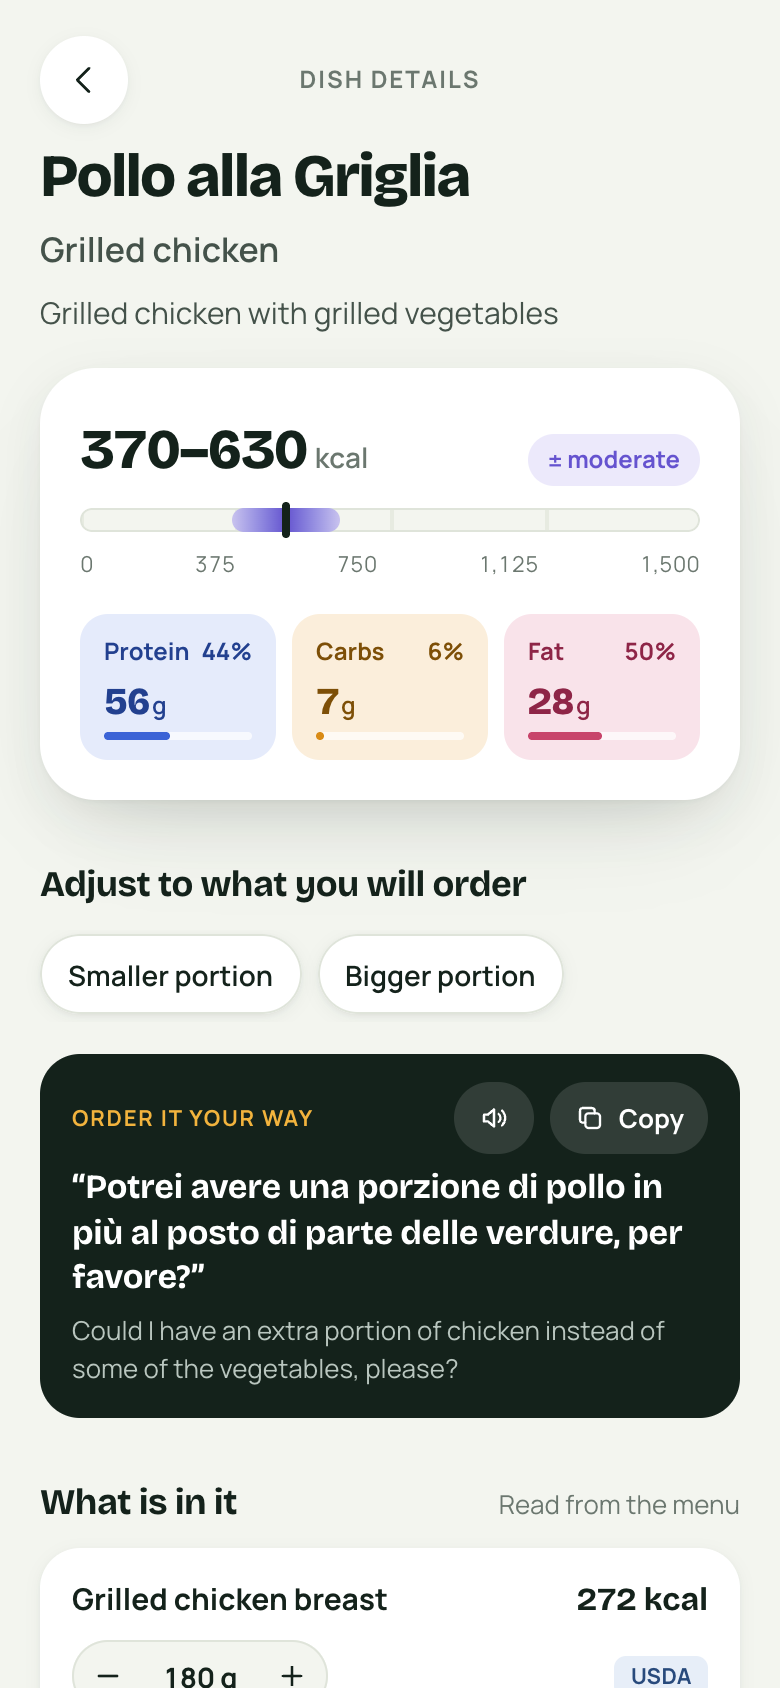 DISH DETAILS
Pollo alla Griglia
Grilled chicken
Grilled chicken with grilled vegetables
370–630 kcal
± moderate
0 375 750 1,125 1,500
Protein 44%
56g
Carbs 6%
7g
Fat 50%
28g
Adjust to what you will order
Smaller portion
Bigger portion
ORDER IT YOUR WAY
Copy
“Potrei avere una porzione di pollo in
più al posto di parte delle verdure, per
favore?”
Could I have an extra portion of chicken instead of
some of the vegetables, please?
What is in it
Read from the menu
Grilled chicken breast
272 kcal
− 180 g +
USDA